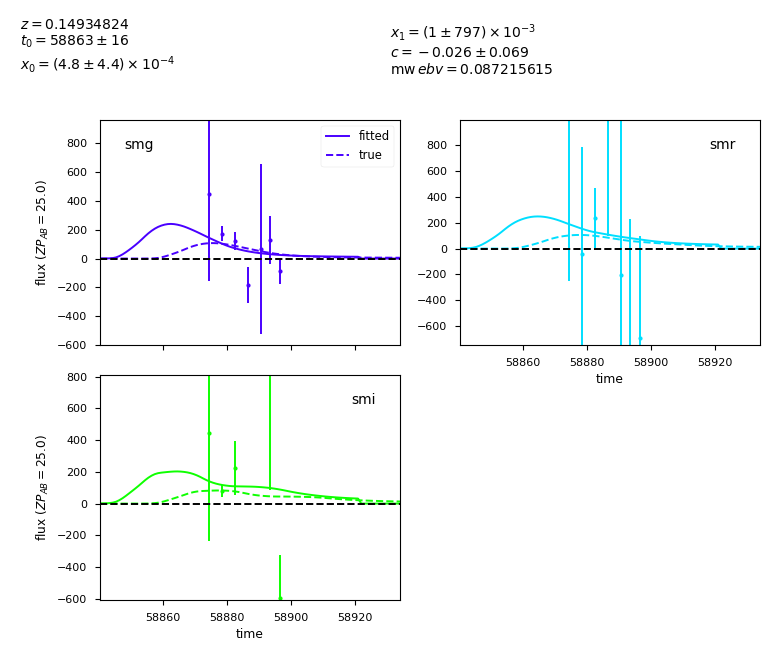 z = 0.14934824
t₀ = 58863 ± 16
x₀ = (4.8 ± 4.4) × 10⁻⁴
x₁ = (1 ± 797) × 10⁻³
c = −0.026 ± 0.069
mw ebv = 0.087215615
smg
fitted
true
800
600
400
200
0
−200
−400
−600
flux (ZP_AB = 25.0)
smr
800
600
400
200
0
−200
−400
−600
58860 58880 58900 58920
time
smi
800
600
400
200
0
−200
−400
−600
flux (ZP_AB = 25.0)
58860 58880 58900 58920
time